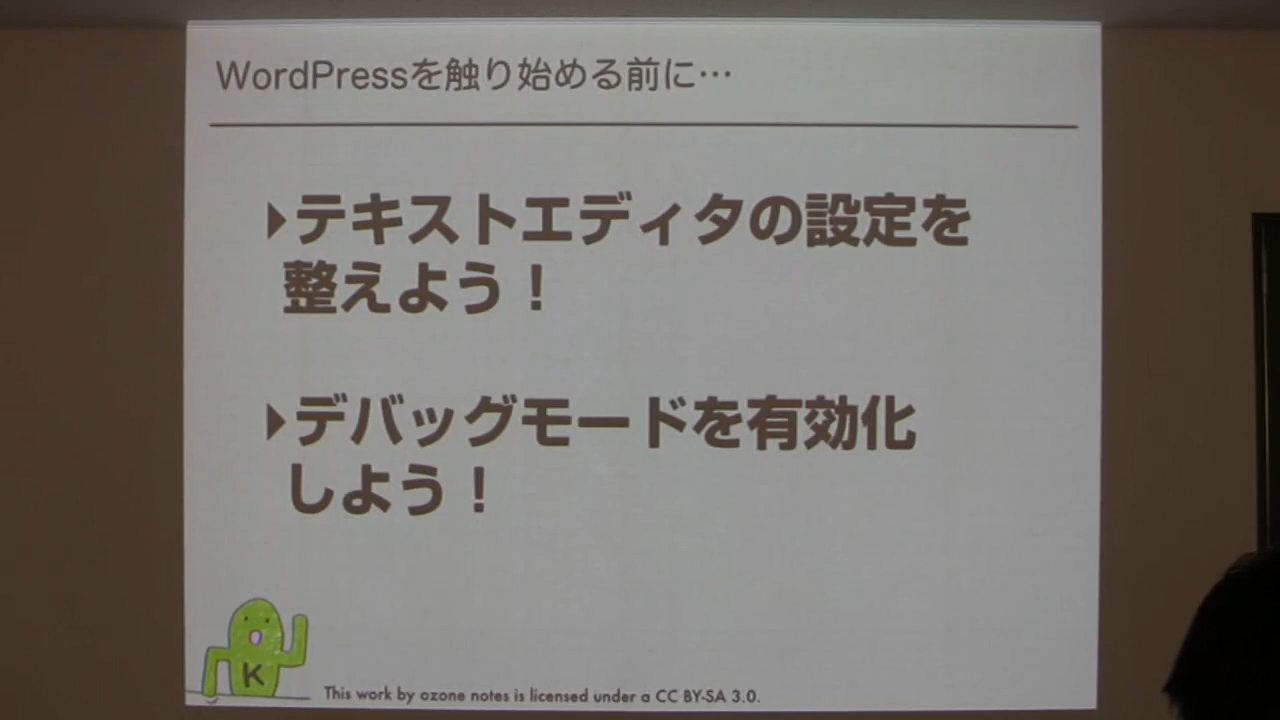 WordPressを触り始める前に…
▶テキストエディタの設定を
整えよう！
▶デバッグモードを有効化
しよう！
K
This work by ozone notes is licensed under a CC BY-SA 3.0.